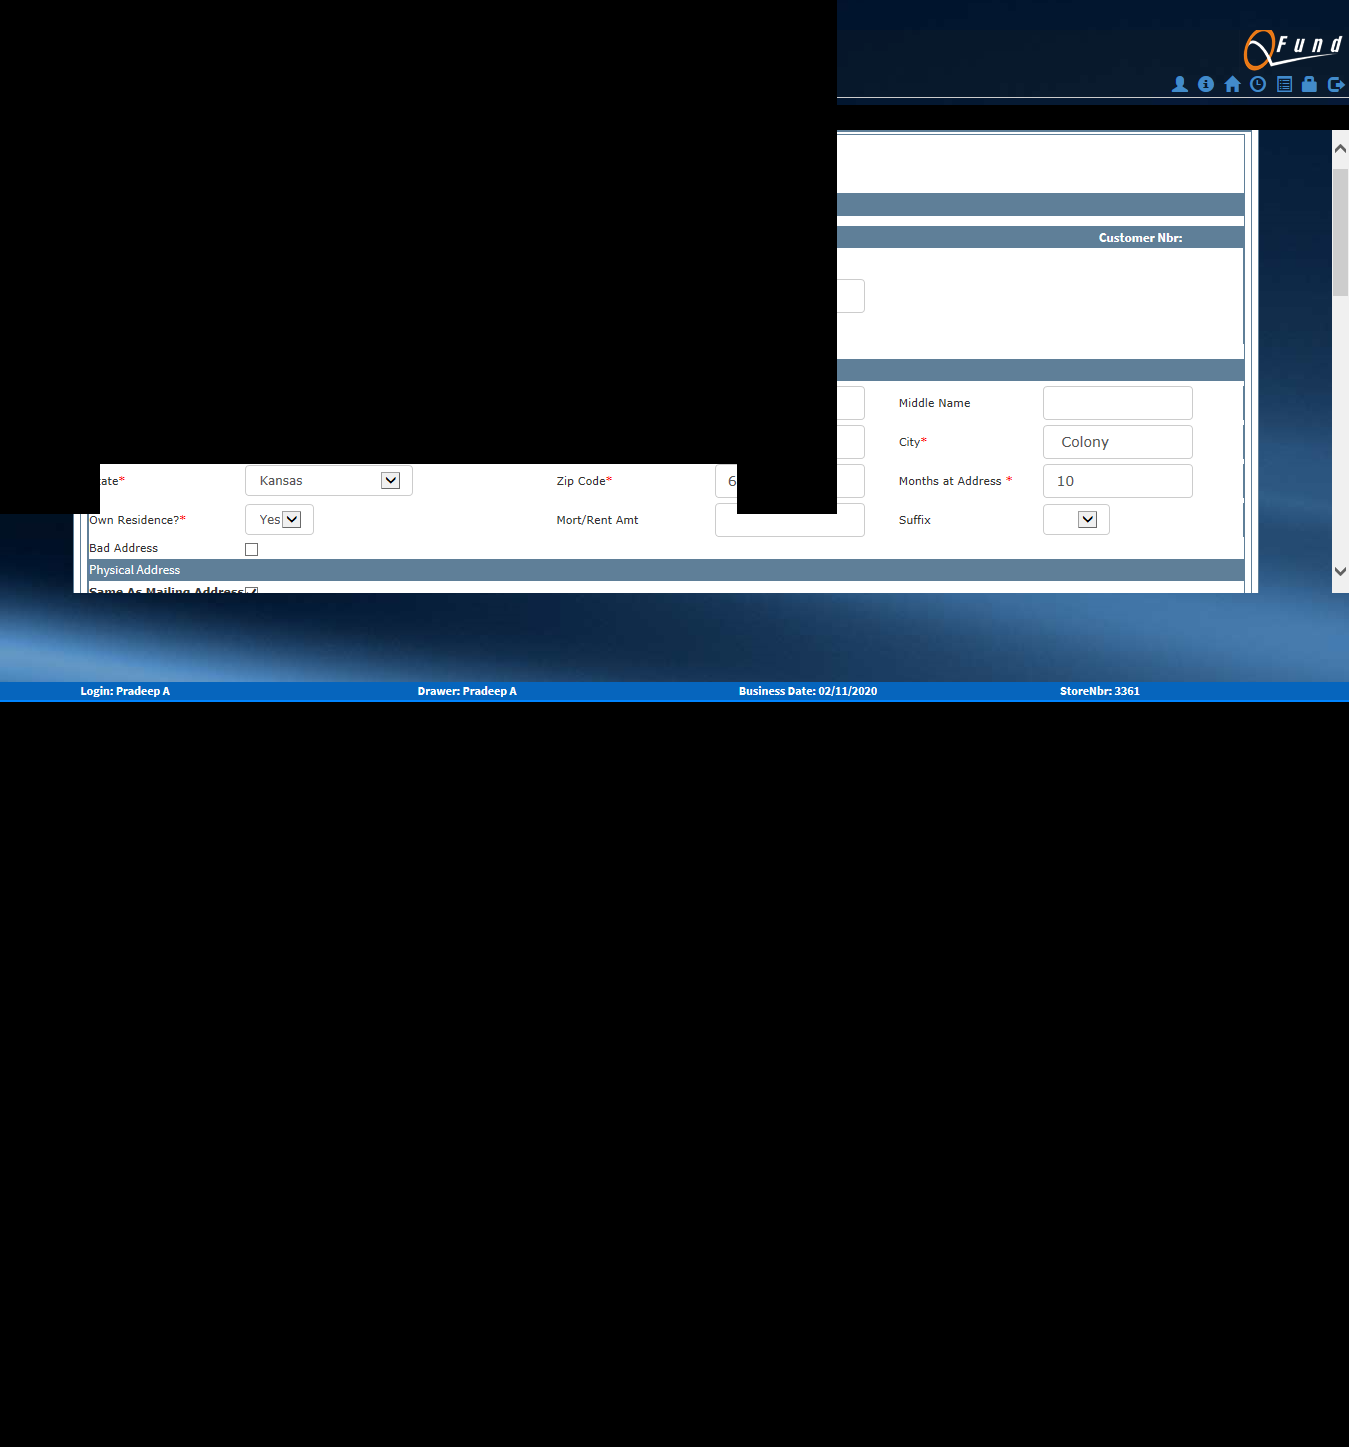 Fund
Customer Nbr:
Middle Name
City* Colony
Kansas Zip Code* 6 Months at Address * 10
Own Residence?* Yes Mort/Rent Amt Suffix
Bad Address
Physical Address
Same As Mailing Address
Login: Pradeep A Drawer: Pradeep A Business Date: 02/11/2020 StoreNbr: 3361